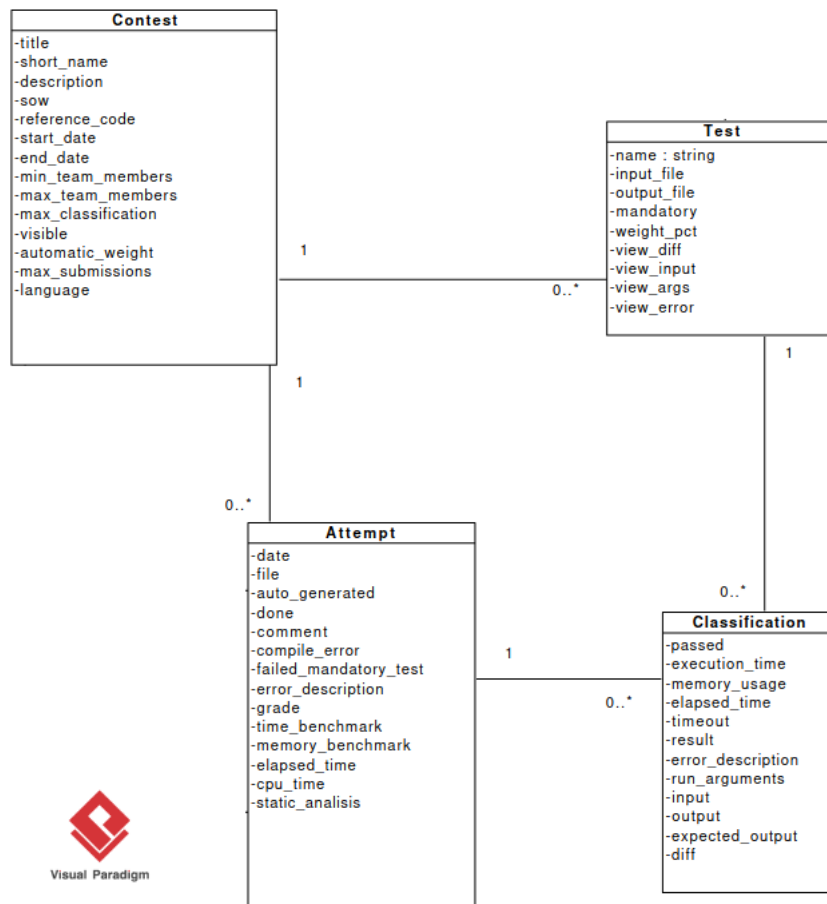 Contest
-title
-short_name
-description
-sow
-reference_code
-start_date
-end_date
-min_team_members
-max_team_members
-max_classification
-visible
-automatic_weight
-max_submissions
-language
Test
-name : string
-input_file
-output_file
-mandatory
-weight_pct
-view_diff
-view_input
-view_args
-view_error
1
0..*
1
1
0..*
Attempt
-date
-file
-auto_generated
-done
-comment
-compile_error
-failed_mandatory_test
-error_description
-grade
-time_benchmark
-memory_benchmark
-elapsed_time
-cpu_time
-static_analisis
0..*
1
0..*
Classification
-passed
-execution_time
-memory_usage
-elapsed_time
-timeout
-result
-error_description
-run_arguments
-input
-output
-expected_output
-diff
Visual Paradigm